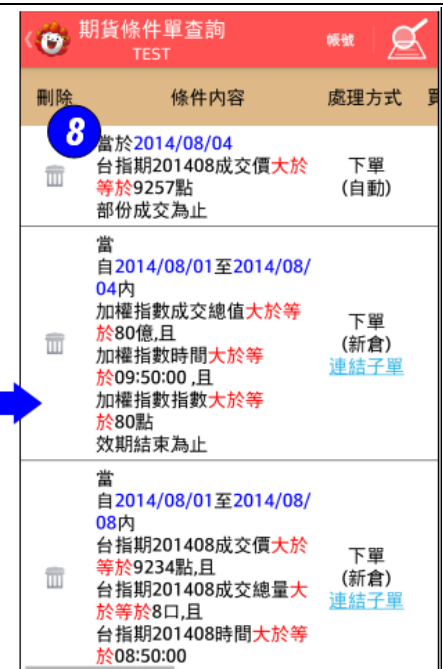 期貨條件單查詢
TEST
帳號
刪除 條件內容 處理方式
8
當於2014/08/04
台指期201408成交價大於
等於9257點
部份成交為止
下單
(自動)
當
自2014/08/01至2014/08/
04内
加權指數成交總值大於等
於80億,且
加權指數時間大於等
於09:50:00 ,且
加權指數指數大於等
於80點
效期結束為止
下單
(新倉)
連結子單
當
自2014/08/01至2014/08/
08内
台指期201408成交價大於
等於9234點,且
台指期201408成交總量大
於等於8口,且
台指期201408時間大於等
於08:50:00
下單
(新倉)
連結子單